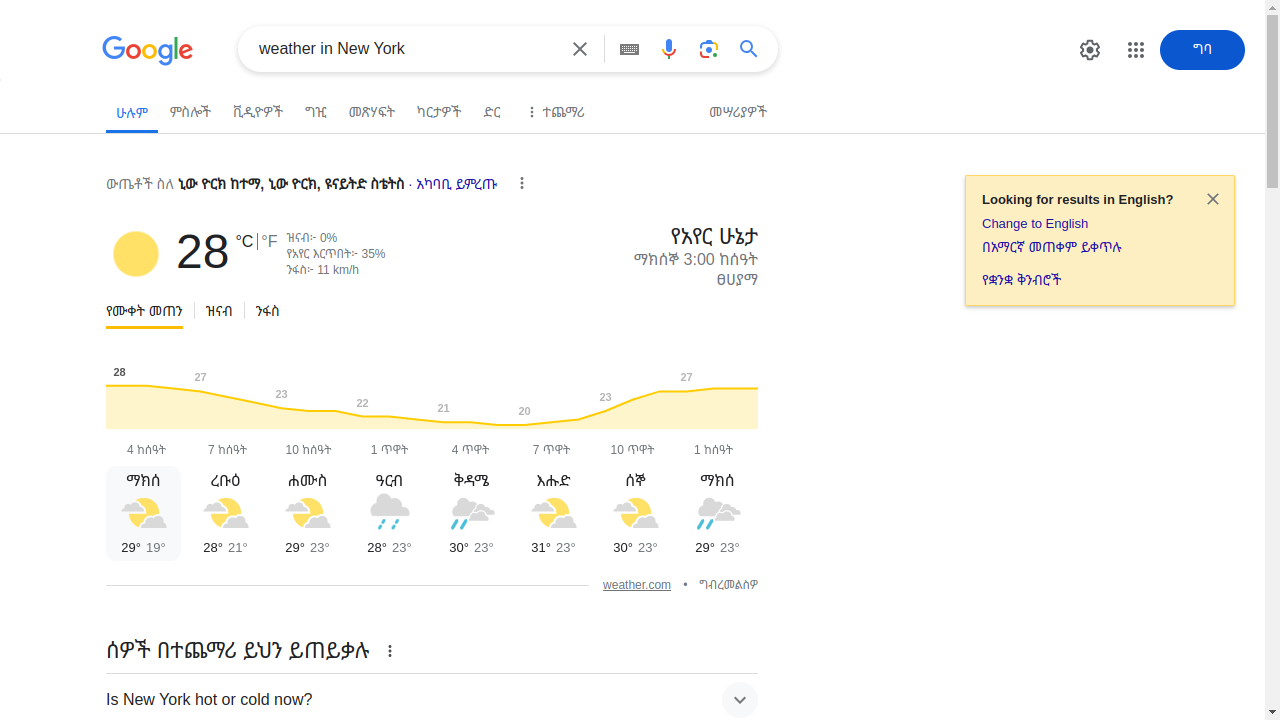 Google
weather in New York
ግባ
ሁሉም
ምስሎች
ቪዲዮዎች
ግዢ
መጽሃፍት
ካርታዎች
ድር
ተጨማሪ
መሣሪያዎች
ውጤቶች ስለ ኒው ዮርክ ከተማ, ኒው ዮርክ, ዩናይትድ ስቴትስ · አካባቢ ይምረጡ
Looking for results in English?
Change to English
በአማርኛ መጠቀም ይቀጥሉ
የቋንቋ ቅንብሮች
28 °C | °F
ዝናብ፦ 0%
የአየር እርጥበት፦ 35%
ንፋስ፦ 11 km/h
የአየር ሁኔታ
ማክሰኞ 3:00 ከሰዓት
ፀሀያማ
የሙቀት መጠን | ዝናብ | ንፋስ
28 27 23 22 21 20 23 27
4 ከሰዓት 7 ከሰዓት 10 ከሰዓት 1 ጥዋት 4 ጥዋት 7 ጥዋት 10 ጥዋት 1 ከሰዓት
ማክሰ ረቡዕ ሐሙስ ዓርብ ቅዳሜ እሑድ ሰኞ ማክሰ
29° 19° 28° 21° 29° 23° 28° 23° 30° 23° 31° 23° 30° 23° 29° 23°
weather.com • ግብረመልስዎ
ሰዎች በተጨማሪ ይህን ይጠይቃሉ
Is New York hot or cold now?